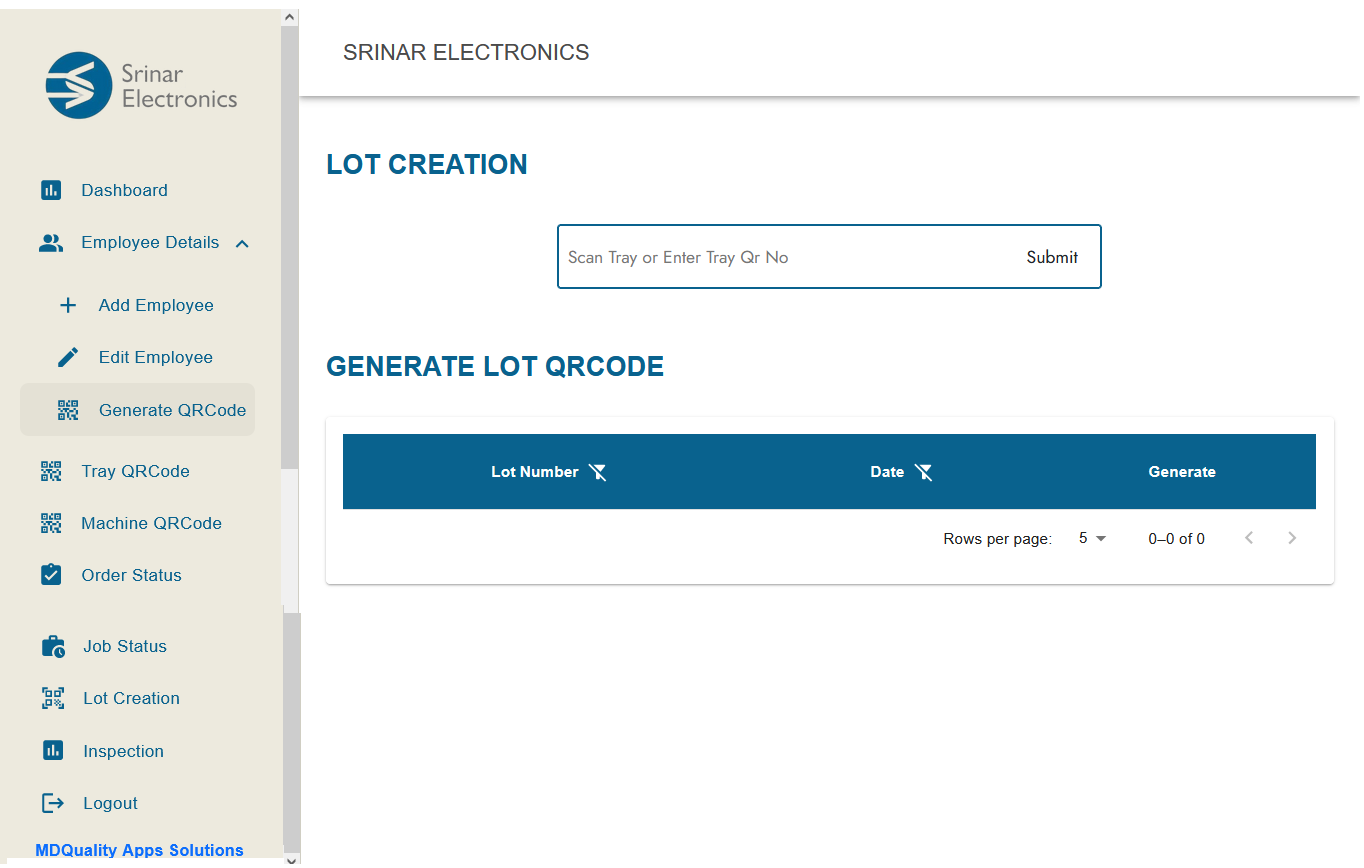 Srinar
Electronics
Dashboard
Employee Details
Add Employee
Edit Employee
Generate QRCode
Tray QRCode
Machine QRCode
Order Status
Job Status
Lot Creation
Inspection
Logout
MDQuality Apps Solutions
SRINAR ELECTRONICS
LOT CREATION
Scan Tray or Enter Tray Qr No Submit
GENERATE LOT QRCODE
Lot Number Date Generate
Rows per page: 5 0–0 of 0